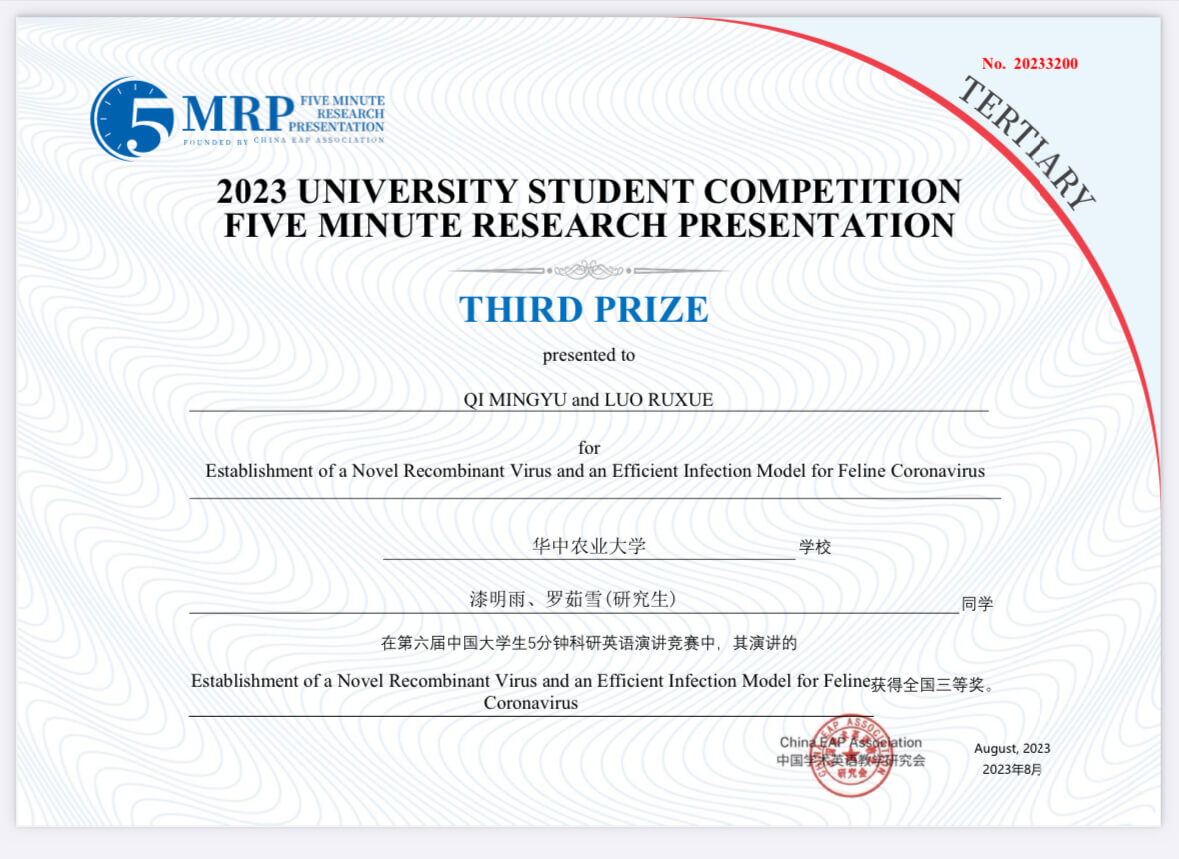 No. 20233200
TERTIARY
5 MRP FIVE MINUTE
RESEARCH
PRESENTATION
FOUNDED BY CHINA EAP ASSOCIATION
2023 UNIVERSITY STUDENT COMPETITION
FIVE MINUTE RESEARCH PRESENTATION
THIRD PRIZE
presented to
QI MINGYU and LUO RUXUE
for
Establishment of a Novel Recombinant Virus and an Efficient Infection Model for Feline Coronavirus
华中农业大学 学校
漆明雨、罗茹雪(研究生) 同学
在第六届中国大学生5分钟科研英语演讲竞赛中，其演讲的
Establishment of a Novel Recombinant Virus and an Efficient Infection Model for Feline获得全国三等奖。
Coronavirus
China EAP Association
中国学术英语教学研究会
研究会
August, 2023
2023年8月